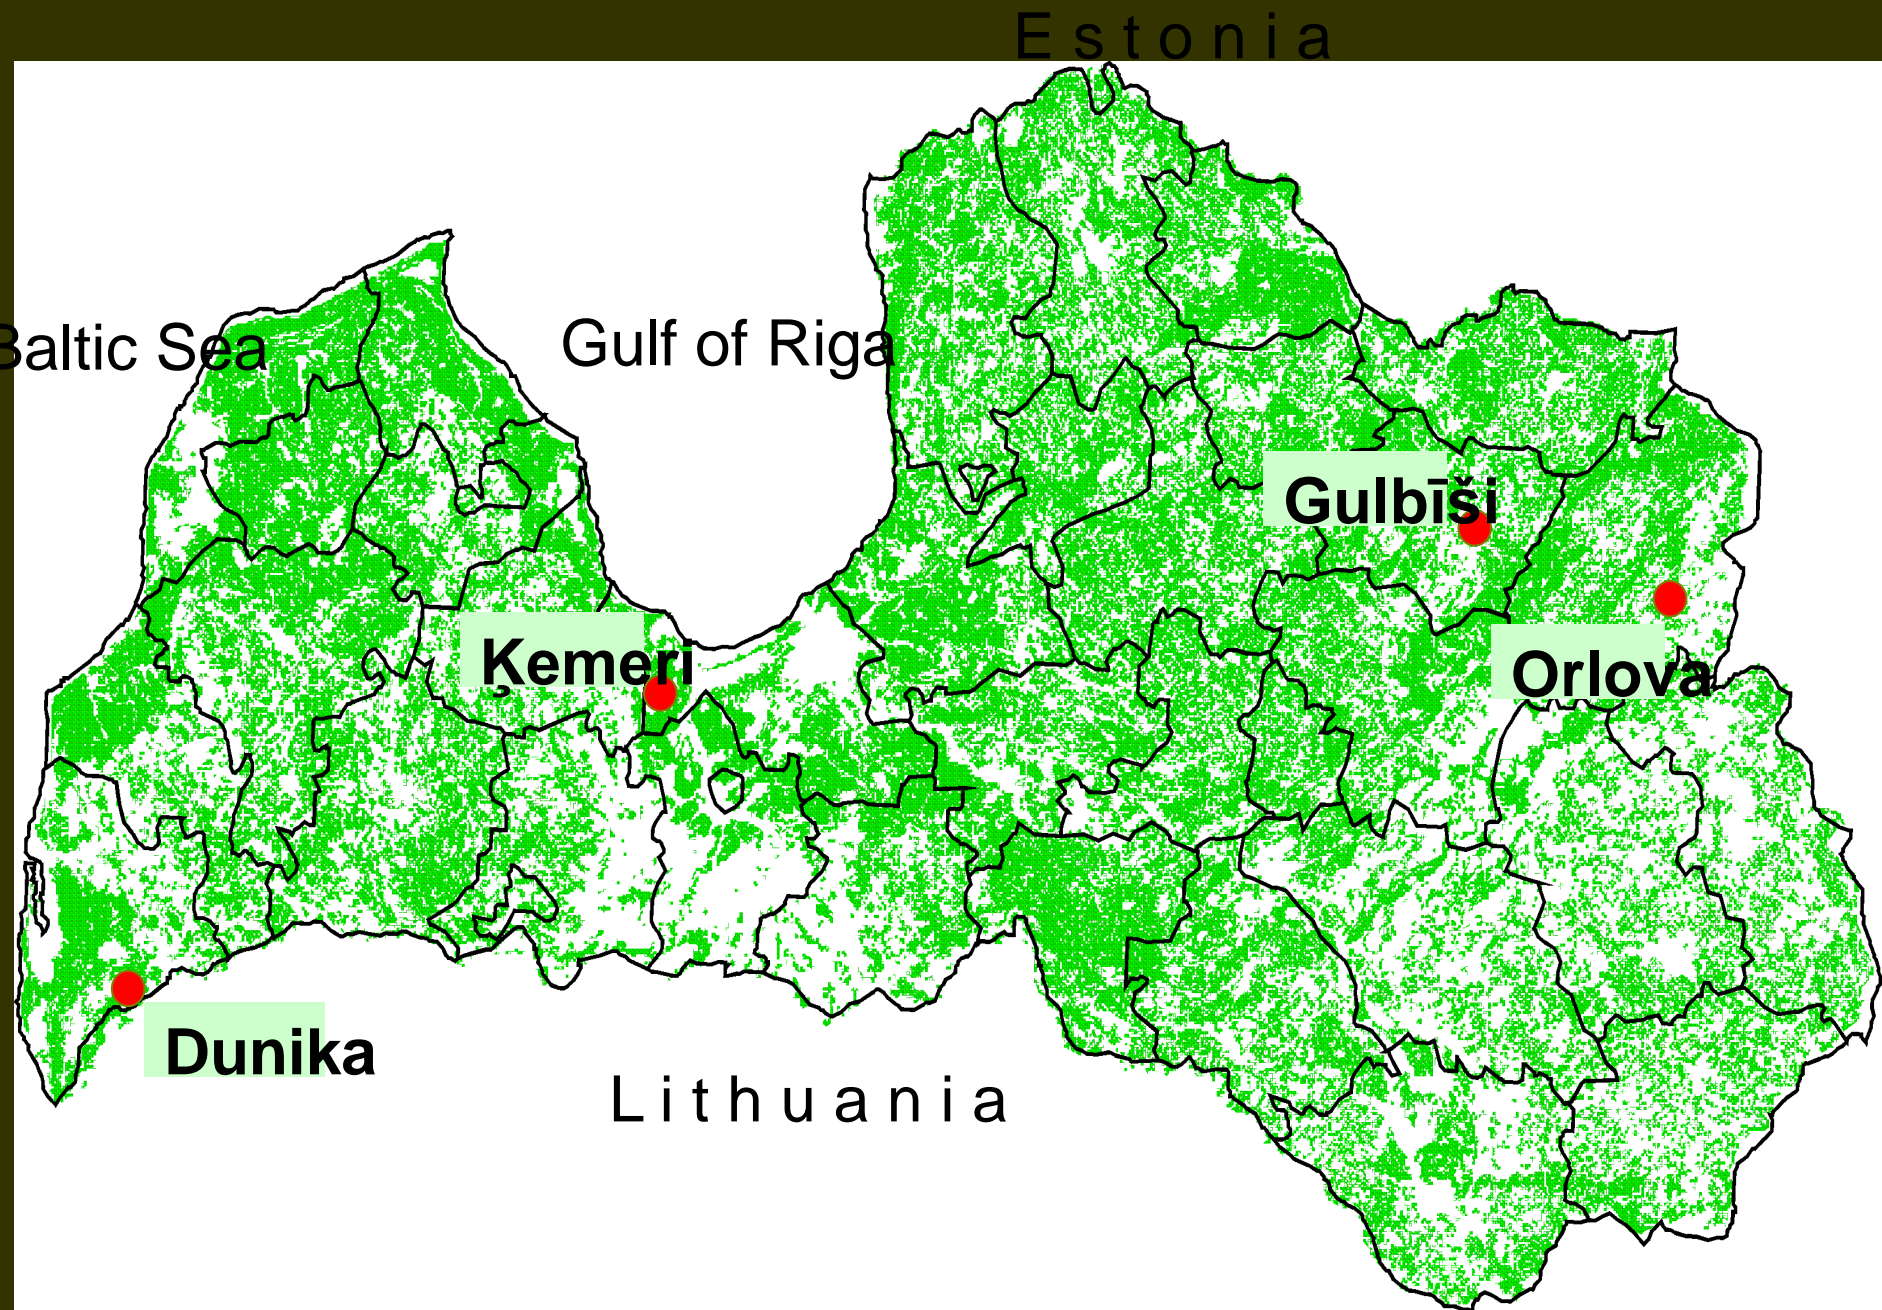 E s t o n i a
Baltic Sea
Gulf of Riga
Gulbīši
Ķemeri
Orlova
Dunika
L i t h u a n i a